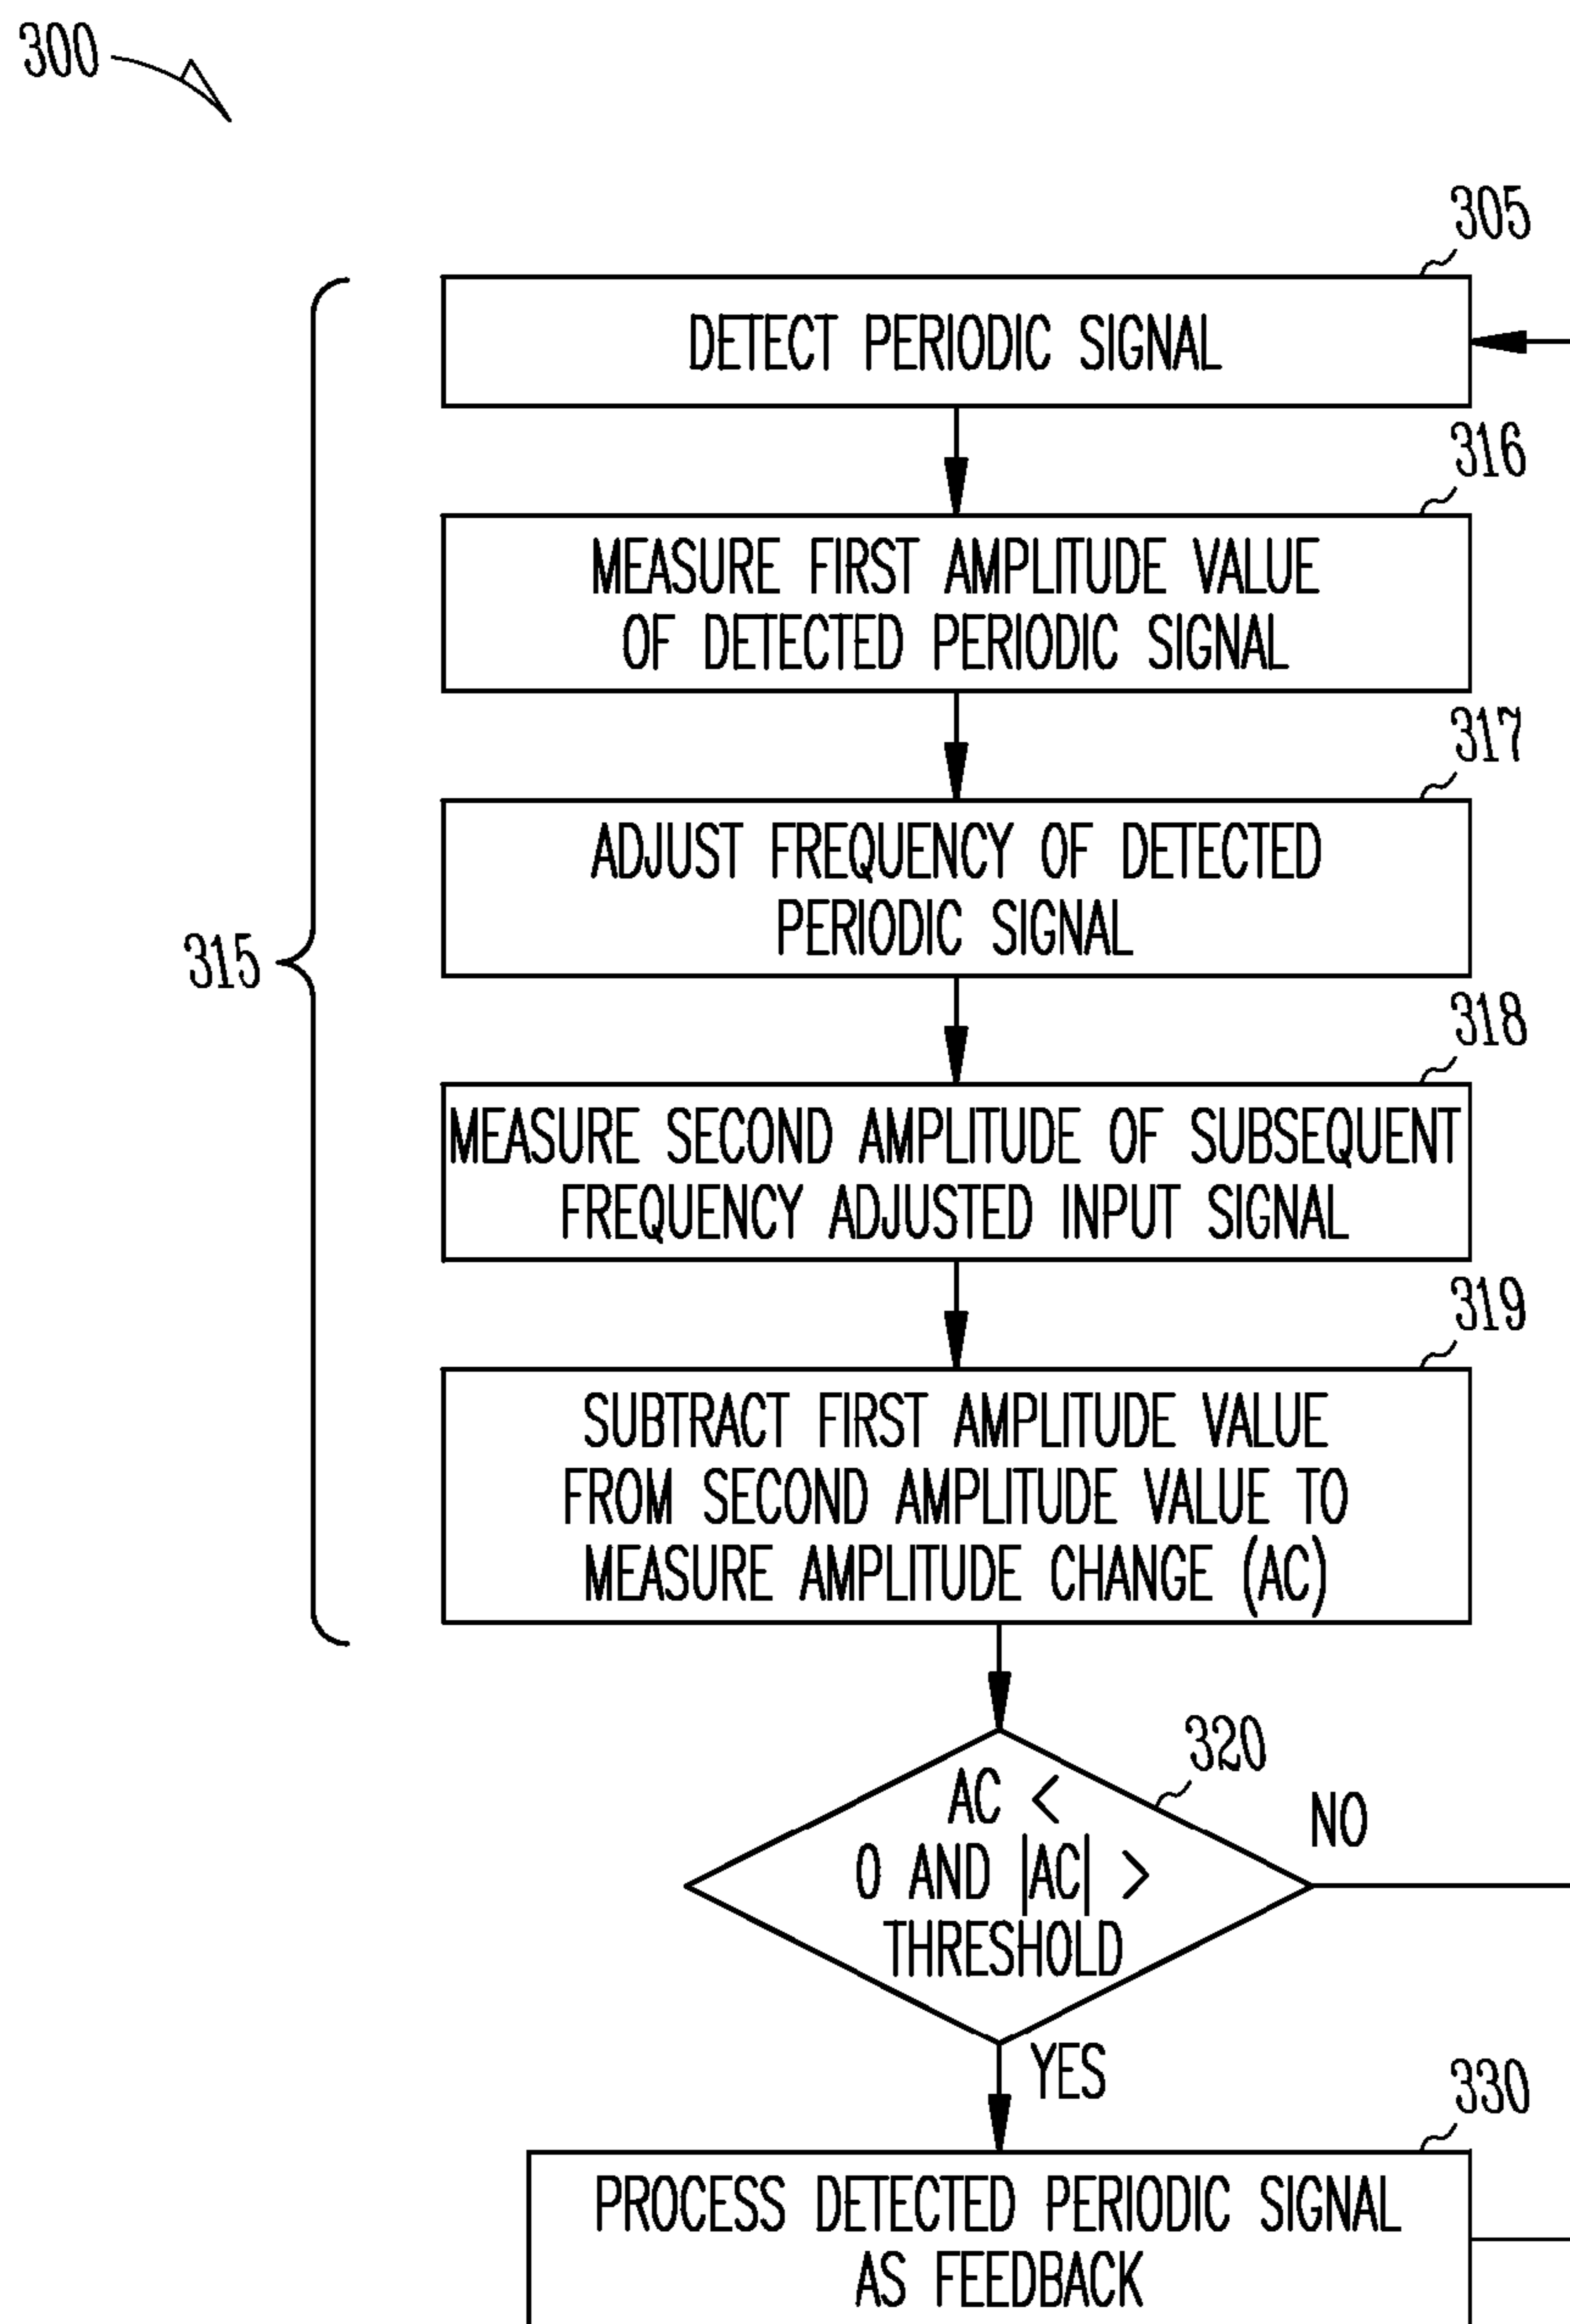 300
305
DETECT PERIODIC SIGNAL
316
MEASURE FIRST AMPLITUDE VALUE
OF DETECTED PERIODIC SIGNAL
317
ADJUST FREQUENCY OF DETECTED
PERIODIC SIGNAL
315
318
MEASURE SECOND AMPLITUDE OF SUBSEQUENT
FREQUENCY ADJUSTED INPUT SIGNAL
319
SUBTRACT FIRST AMPLITUDE VALUE
FROM SECOND AMPLITUDE VALUE TO
MEASURE AMPLITUDE CHANGE (AC)
320
AC <
0 AND |AC| >
THRESHOLD
NO
YES
330
PROCESS DETECTED PERIODIC SIGNAL
AS FEEDBACK